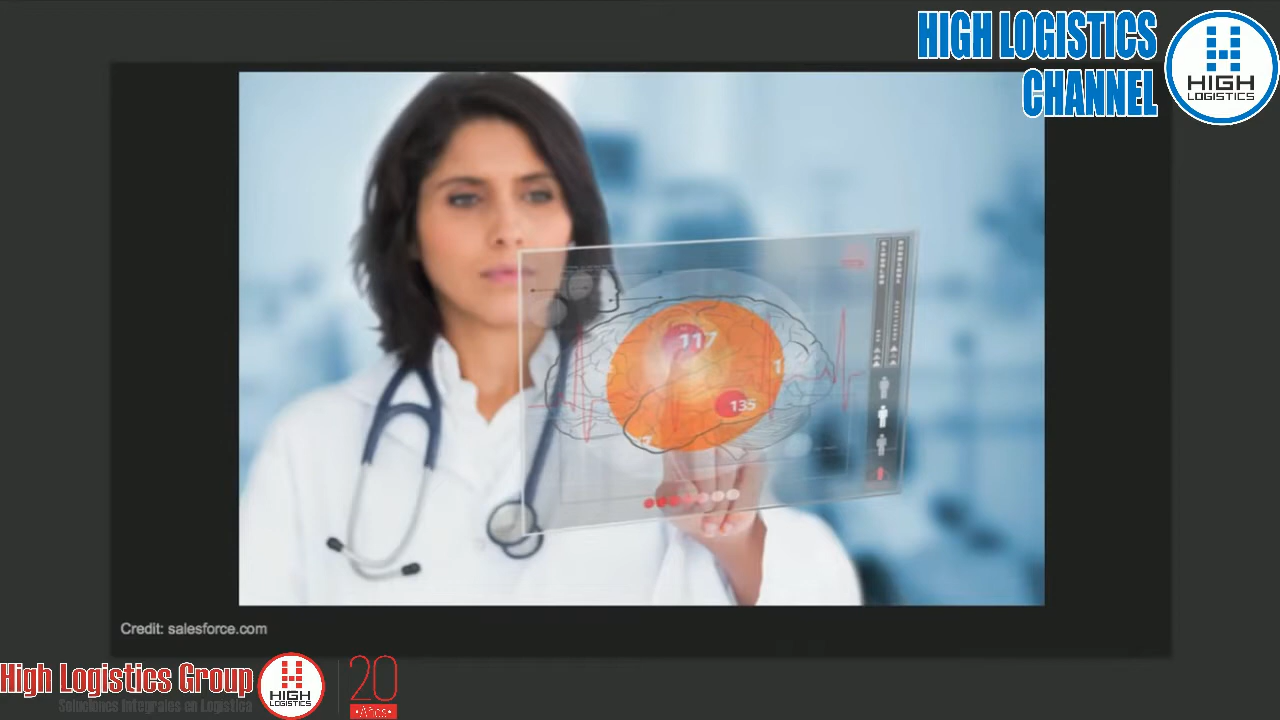 HIGH LOGISTICS
CHANNEL
HIGH
LOGISTICS
117
135
Credit: salesforce.com
High Logistics Group
Soluciones Integrales en Logística
HIGH
LOGISTICS
20
•Años•